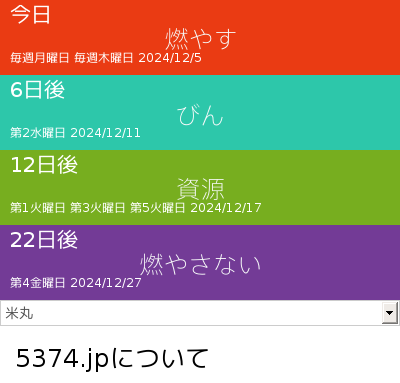 今日
燃やす
毎週月曜日 毎週木曜日 2024/12/5
6日後
びん
第2水曜日 2024/12/11
12日後
資源
第1火曜日 第3火曜日 第5火曜日 2024/12/17
22日後
燃やさない
第4金曜日 2024/12/27
米丸
5374.jpについて